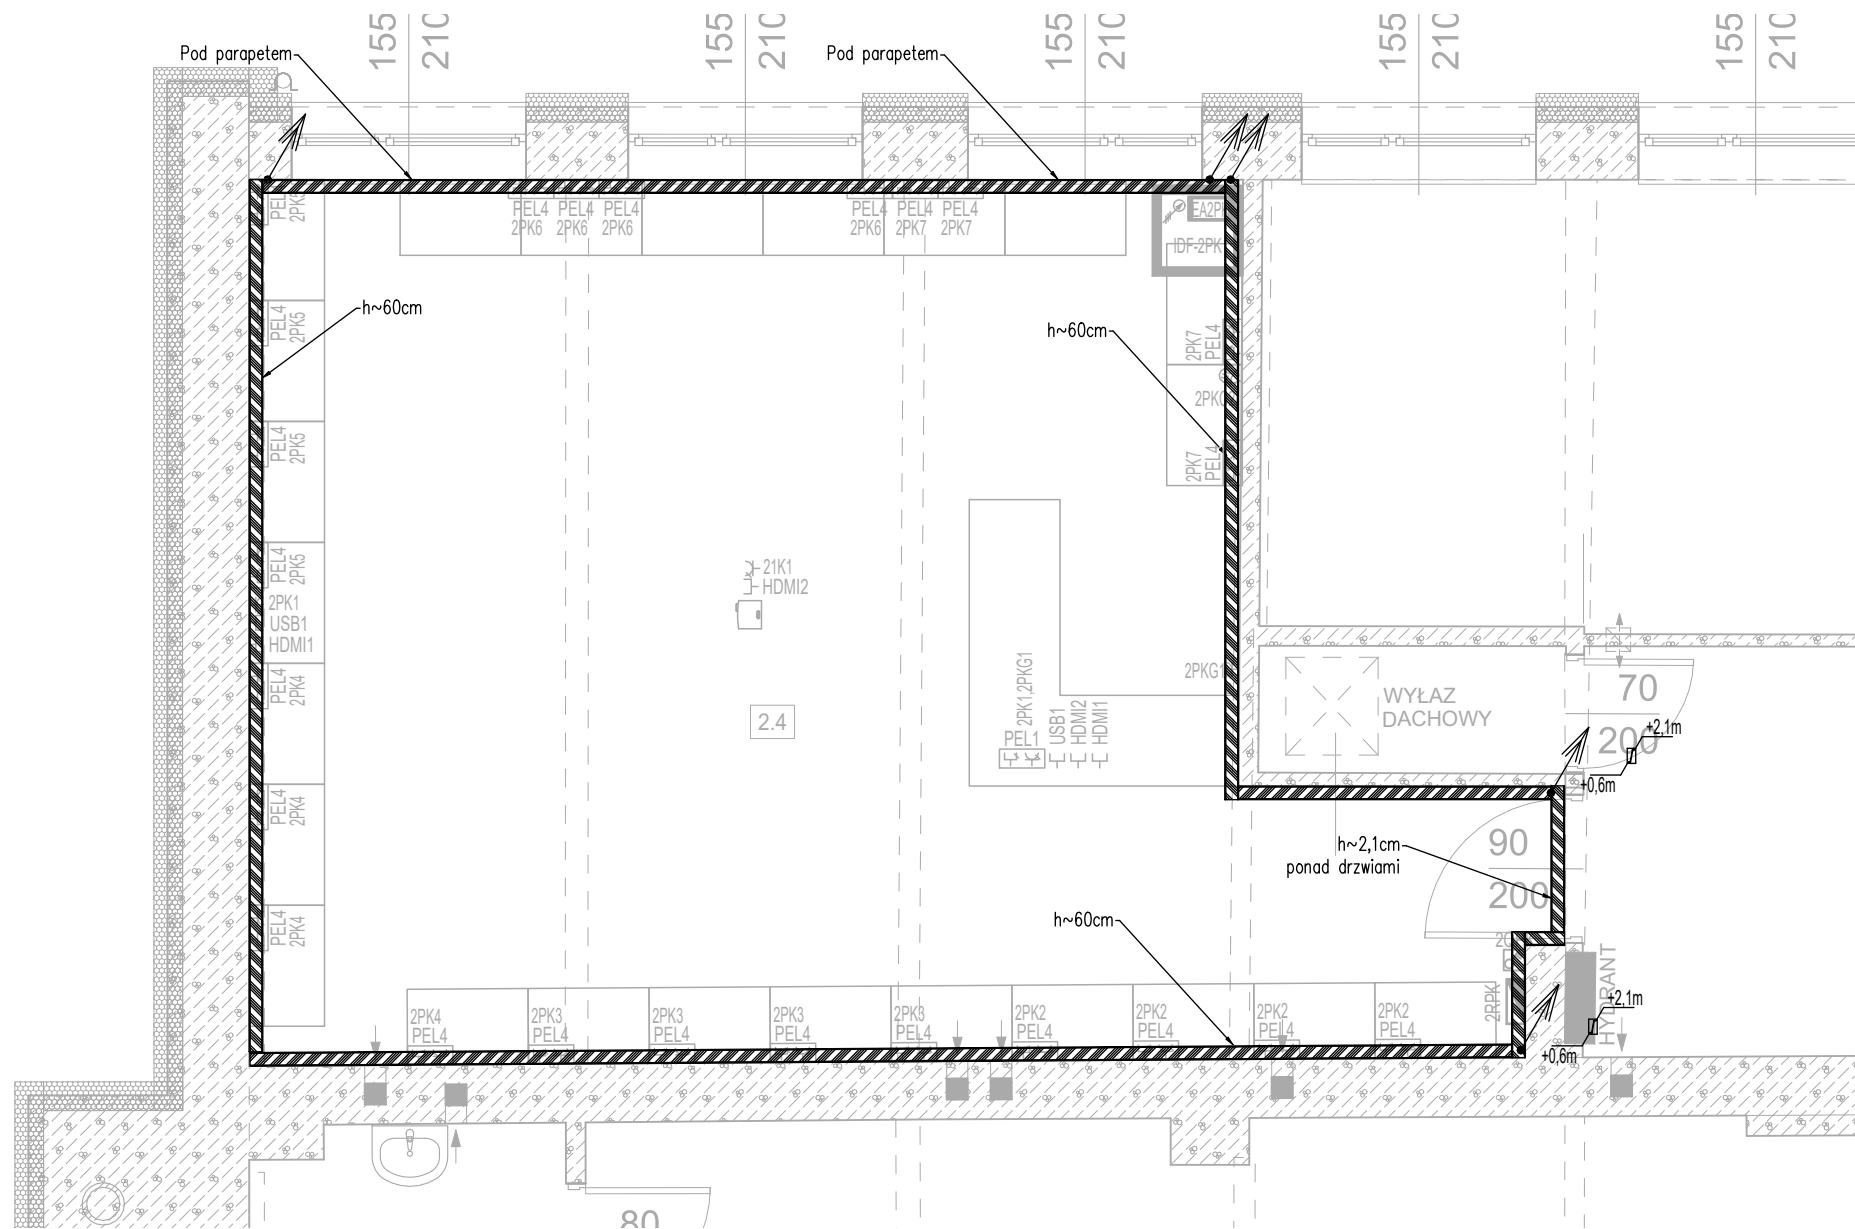 155
210
155
210
155
210
155
210
155
210
Pod parapetem
Pod parapetem
PEL4
2PK6
PEL4
2PK6
PEL4
2PK6
PEL4
2PK6
PEL4
2PK7
PEL4
2PK7
IDF-2PK
h~60cm
h~60cm
PEL4
2PK5
2PK7
PEL4
PEL4
2PK5
2PK7
PEL4
PEL4
2PK5
2PK1
USB1
HDMI1
21K1
HDMI2
PEL4
2PK4
2.4
2PKG1
PEL1
2PK1,2PKG1
USB1
HDMI2
HDMI1
WYŁAZ
DACHOWY
70
200
+2,1m
+0,6m
PEL4
2PK4
90
200
h~2,1cm
ponad drzwiami
PEL4
2PK4
h~60cm
HYDRANT
+2,1m
+0,6m
2RPK
2PK4
PEL4
2PK3
PEL4
2PK3
PEL4
2PK3
PEL4
2PK3
PEL4
2PK2
PEL4
2PK2
PEL4
2PK2
PEL4
2PK2
PEL4
80